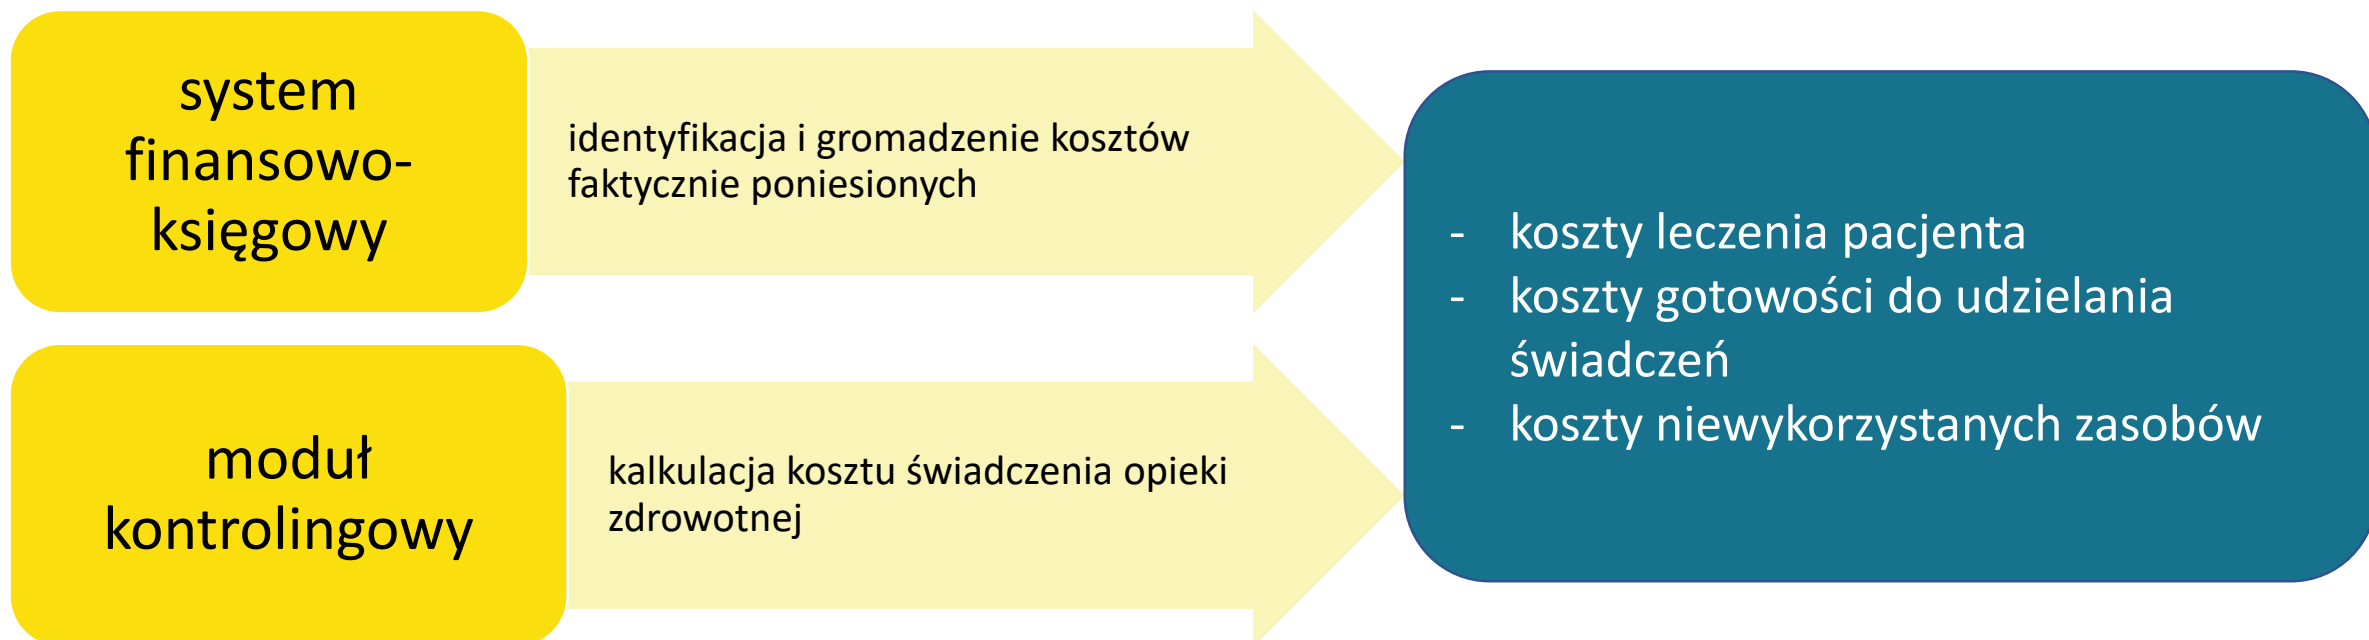 system
finansowo-
księgowy
identyfikacja i gromadzenie kosztów
faktycznie poniesionych
moduł
kontrolingowy
kalkulacja kosztu świadczenia opieki
zdrowotnej
- koszty leczenia pacjenta
- koszty gotowości do udzielania
świadczeń
- koszty niewykorzystanych zasobów